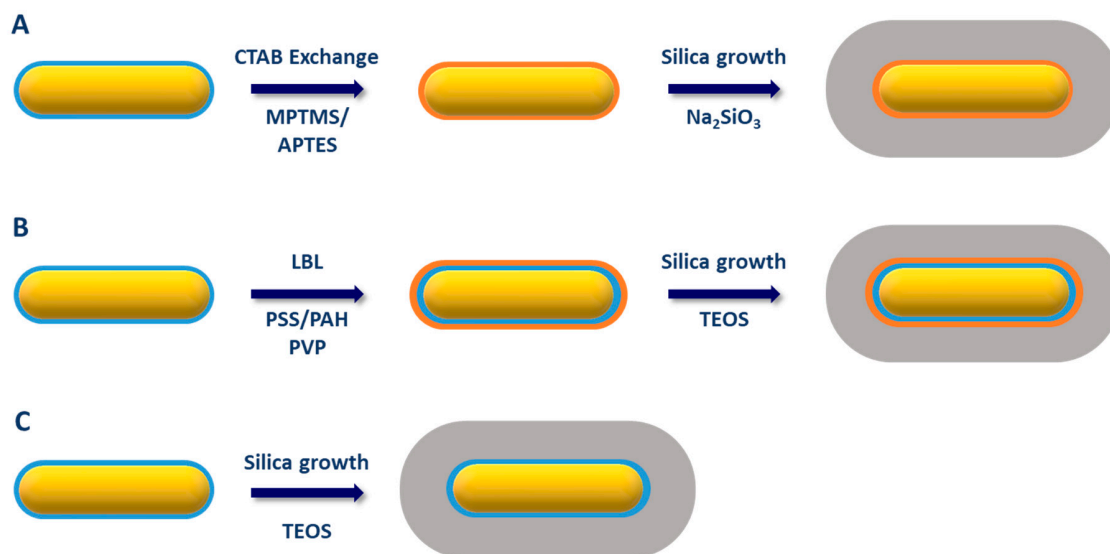 A
CTAB Exchange
MPTMS/
APTES
Silica growth
Na₂SiO₃
B
LBL
PSS/PAH
PVP
Silica growth
TEOS
C
Silica growth
TEOS